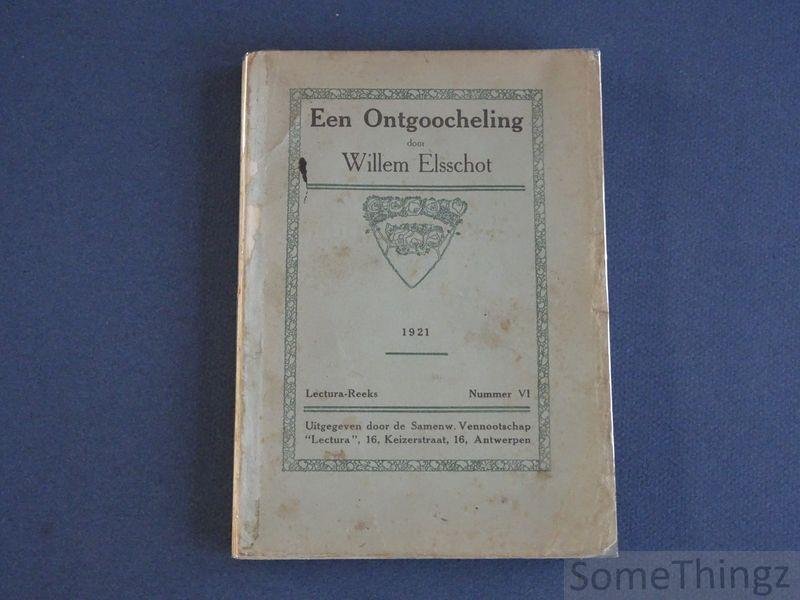 Een Ontgoocheling
door
Willem Elsschot
1921
Lectura-Reeks Nummer VI
Uitgegeven door de Samenw. Vennootschap
"Lectura", 16, Keizerstraat, 16, Antwerpen
SomeThingz